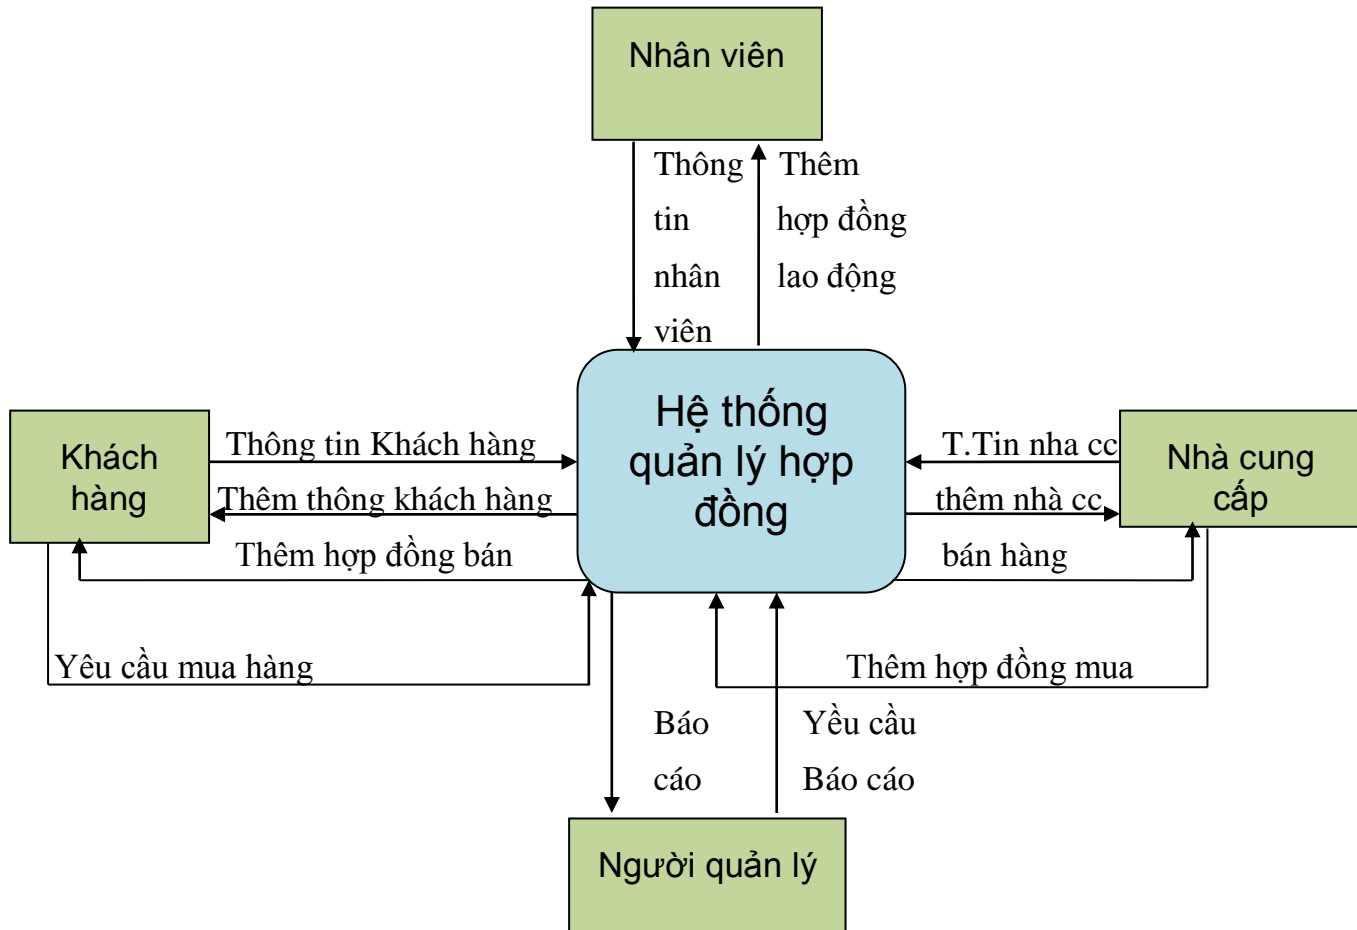 Nhân viên
Thông
tin
nhân
viên
Thêm
hợp đồng
lao động
Hệ thống
quản lý hợp
đồng
Khách
hàng
Thông tin Khách hàng
Thêm thông khách hàng
Thêm hợp đồng bán
Yêu cầu mua hàng
T.Tin nha cc
thêm nhà cc
bán hàng
Thêm hợp đồng mua
Nhà cung
cấp
Báo
cáo
Yều cầu
Báo cáo
Người quản lý